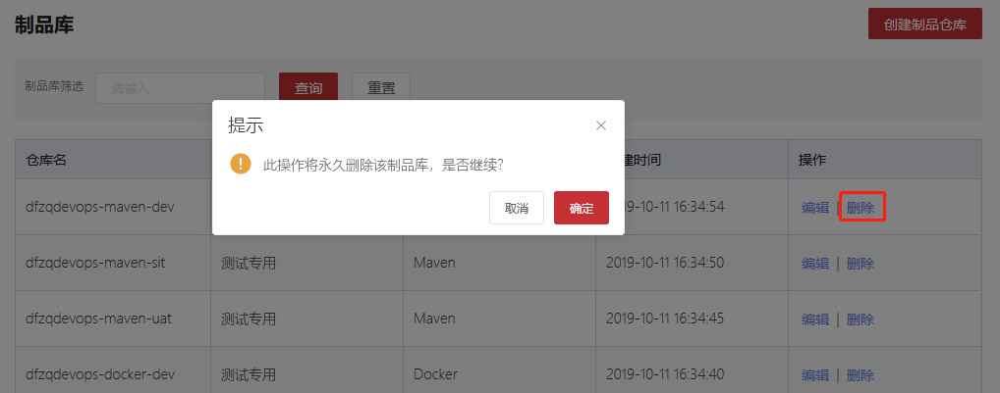 制品库
创建制品仓库
制品库筛选 请输入 查询 重置
提示
此操作将永久删除该制品库，是否继续?
取消 确定
仓库名 建时间 操作
dfzqdevops-maven-dev 2019-10-11 16:34:54 编辑 | 删除
dfzqdevops-maven-sit 测试专用 Maven 2019-10-11 16:34:50 编辑 | 删除
dfzqdevops-maven-uat 测试专用 Maven 2019-10-11 16:34:45 编辑 | 删除
dfzqdevops-docker-dev 测试专用 Docker 2019-10-11 16:34:40 编辑 | 删除